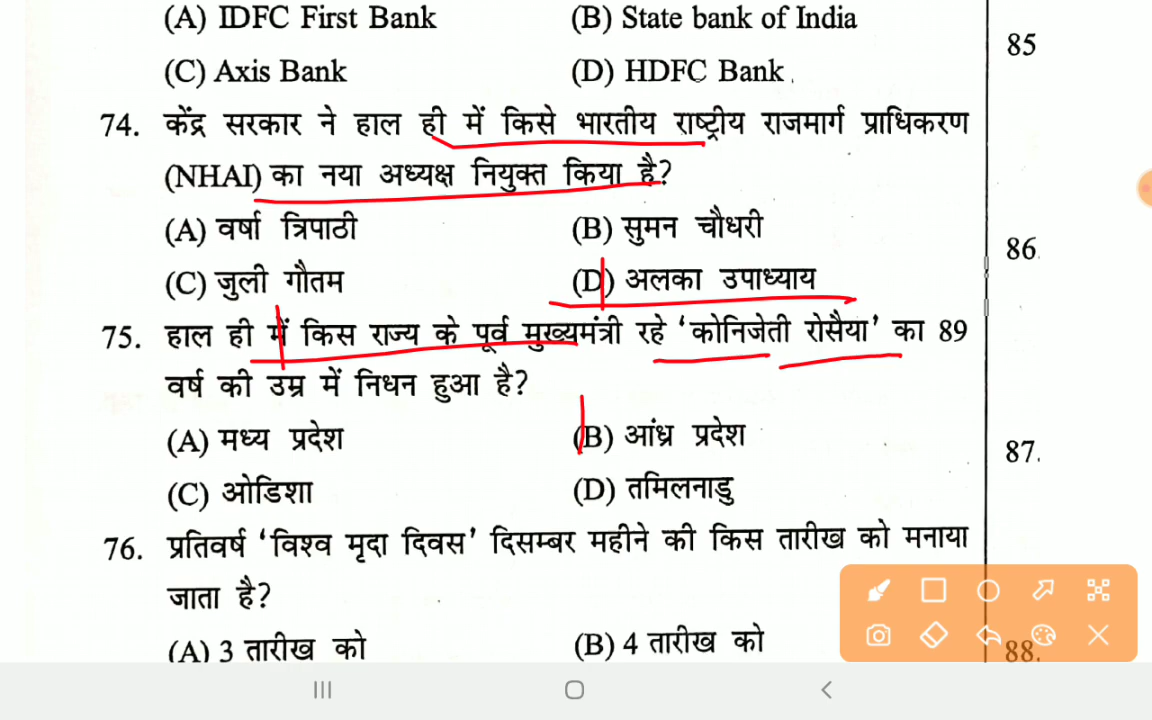 (A) IDFC First Bank (B) State bank of India
(C) Axis Bank (D) HDFC Bank
85
74. केंद्र सरकार ने हाल ही में किसे भारतीय राष्ट्रीय राजमार्ग प्राधिकरण
(NHAI) का नया अध्यक्ष नियुक्त किया है?
(A) वर्षा त्रिपाठी (B) सुमन चौधरी
(C) जुली गौतम (D) अलका उपाध्याय
86.
75. हाल ही में किस राज्य के पूर्व मुख्यमंत्री रहे ‘कोनिजेती रोसैया’ का 89
वर्ष की उम्र में निधन हुआ है?
(A) मध्य प्रदेश (B) आंध्र प्रदेश
(C) ओडिशा (D) तमिलनाडु
87.
76. प्रतिवर्ष ‘विश्व मृदा दिवस’ दिसम्बर महीने की किस तारीख को मनाया
जाता है?
(A) 3 तारीख को (B) 4 तारीख को
88.